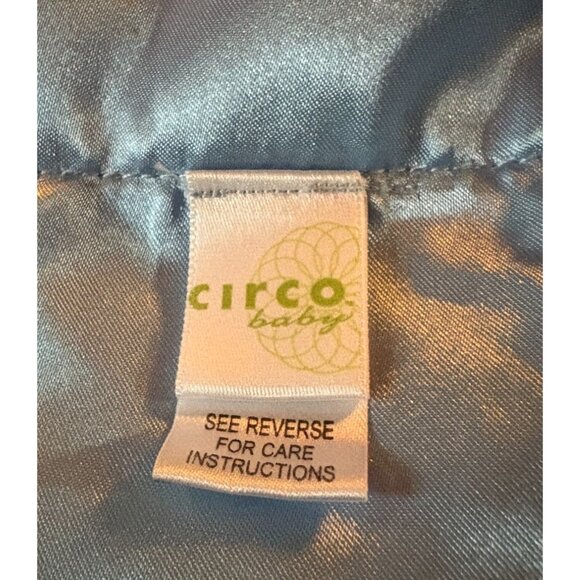 circo
baby
SEE REVERSE
FOR CARE
INSTRUCTIONS